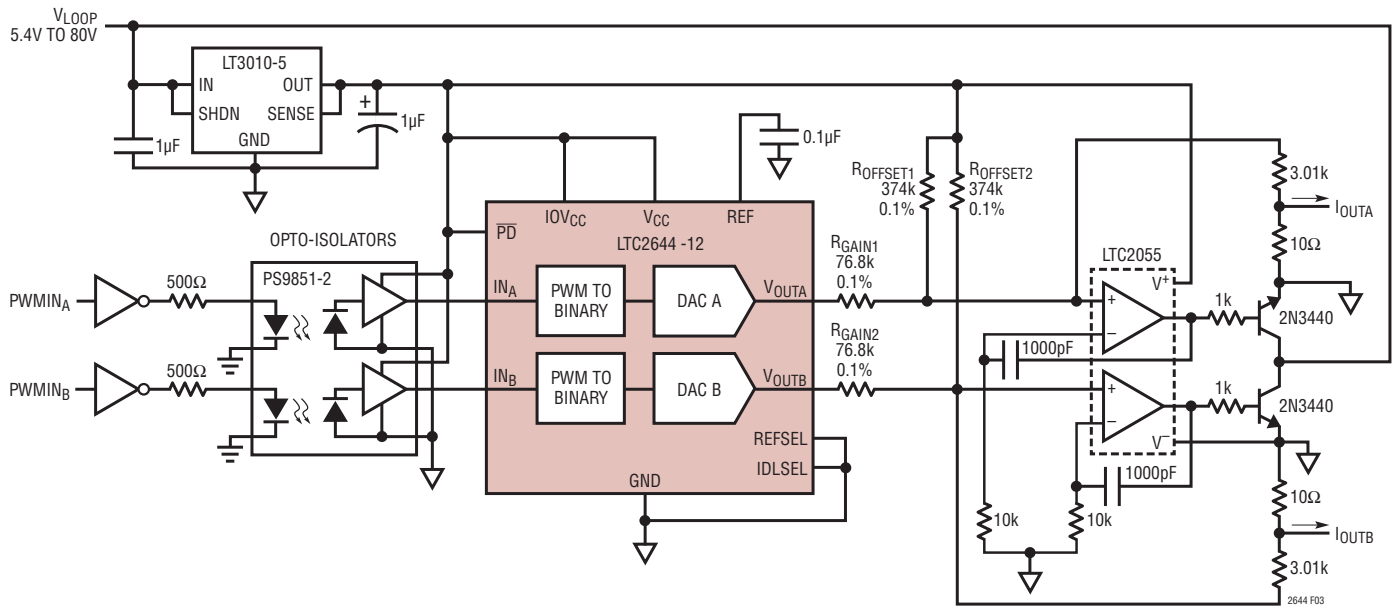 VLOOP
5.4V TO 80V
LT3010-5
IN
OUT
SHDN
SENSE
GND
1µF
+
1µF
0.1µF
ROFFSET1
374k
0.1%
ROFFSET2
374k
0.1%
3.01k
IOUTA
10Ω
OPTO-ISOLATORS
PS9851-2
PD
IOVCC
VCC
REF
LTC2644 -12
RGAIN1
76.8k
0.1%
LTC2055
V+
PWMINA
500Ω
INA
PWM TO
BINARY
DAC A
VOUTA
+
–
1k
2N3440
1000pF
RGAIN2
76.8k
0.1%
PWMINB
500Ω
INB
PWM TO
BINARY
DAC B
VOUTB
+
–
1k
2N3440
V–
REFSEL
IDLSEL
GND
1000pF
10k
10k
10Ω
IOUTB
3.01k
2644 F03